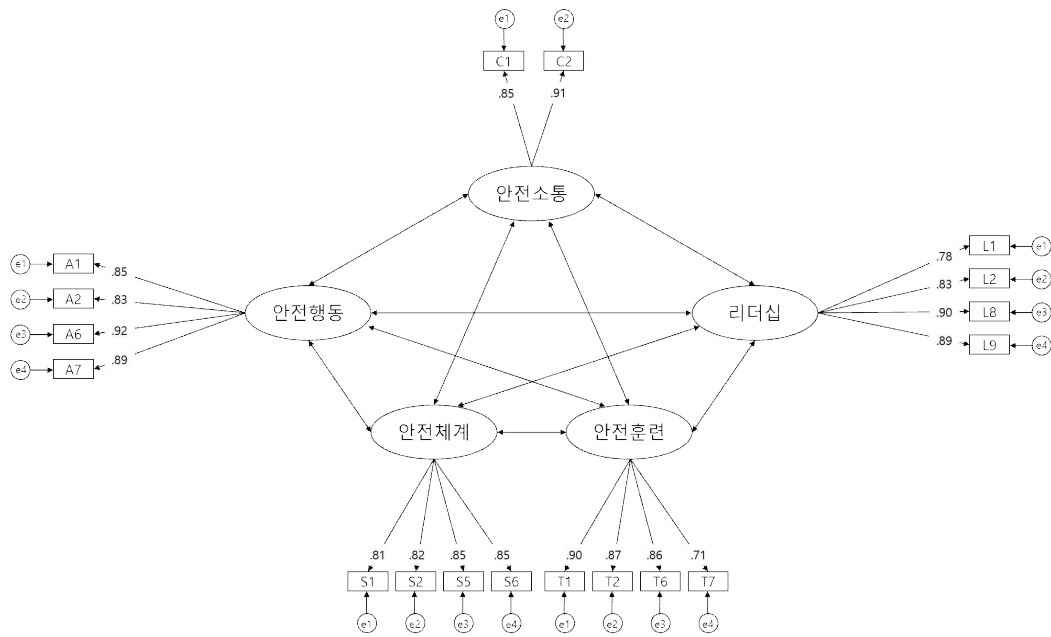 e1 e2
C1 C2
.85 .91
안전소통
e1 A1 .85
e2 A2 .83
e3 A6 .92
e4 A7 .89
안전행동
리더십
.78 L1 e1
.83 L2 e2
.90 L8 e3
.89 L9 e4
안전체계 안전훈련
.81 .82 .85 .85 .90 .87 .86 .71
S1 S2 S5 S6 T1 T2 T6 T7
e1 e2 e3 e4 e1 e2 e3 e4